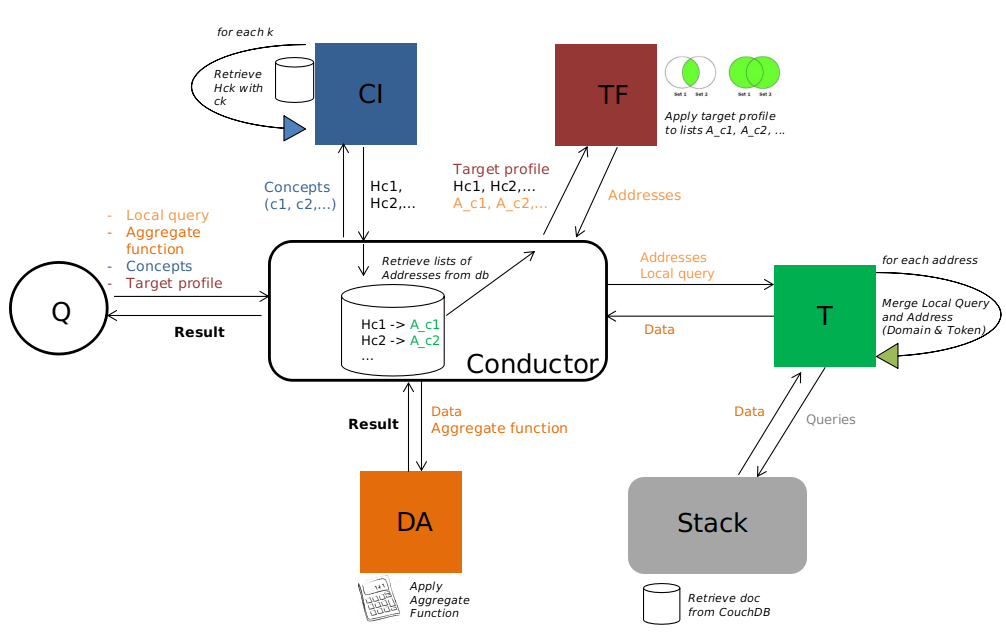 for each k
Retrieve
Hck with
ck
CI
TF
Set 1 Set 2 Set 1 Set 2
Apply target profile
to lists A_c1, A_c2, ...
Concepts
(c1, c2,...)
Hc1,
Hc2,...
Target profile
Hc1, Hc2,...
A_c1, A_c2,...
Addresses
- Local query
- Aggregate
function
- Concepts
- Target profile
Q
Result
Retrieve lists of
Addresses from db
Hc1 -> A_c1
Hc2 -> A_c2
...
Conductor
Addresses
Local query
Data
for each address
T
Merge Local Query
and Address
(Domain & Token)
Result
Data
Aggregate function
Data
Queries
DA
Stack
Apply
Aggregate
Function
Retrieve doc
from CouchDB